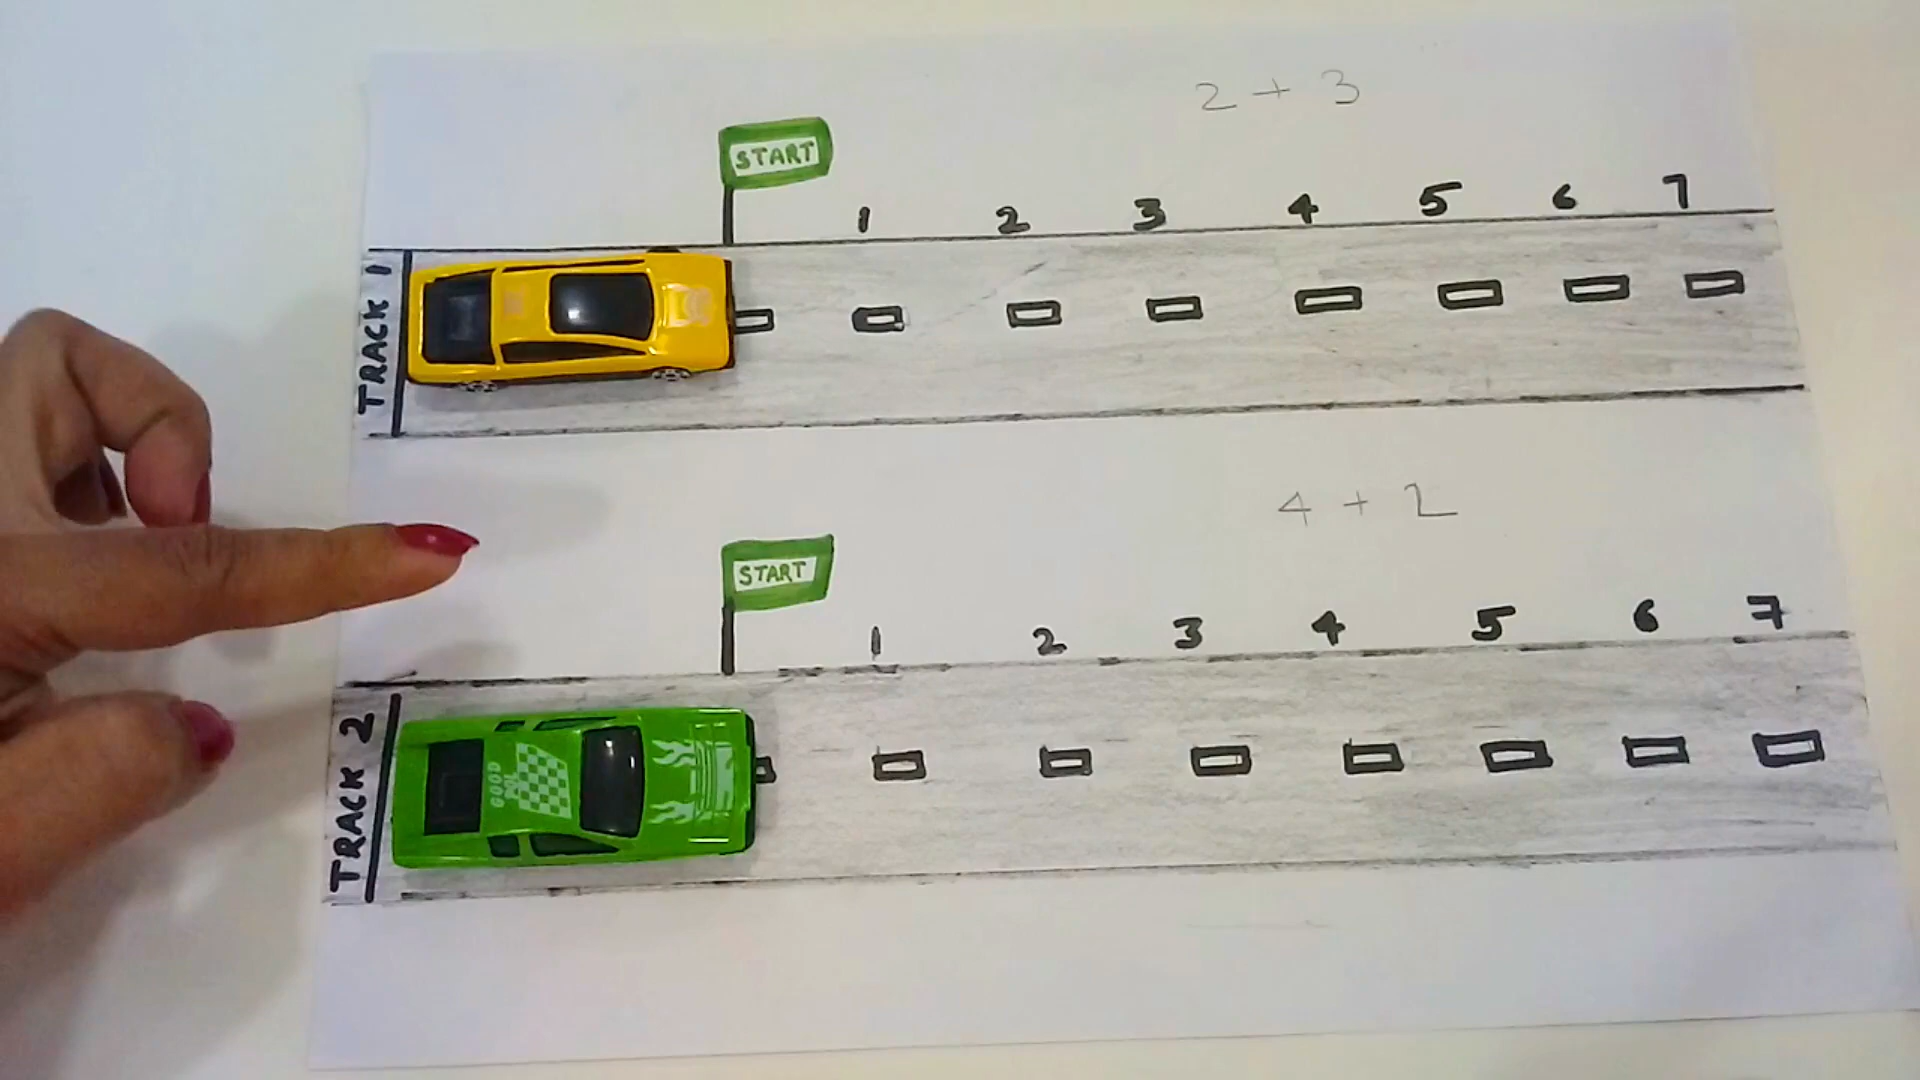 2 + 3
START
1 2 3 4 5 6 7
TRACK 1
4 + 2
START
1 2 3 4 5 6 7
TRACK 2
GOOD